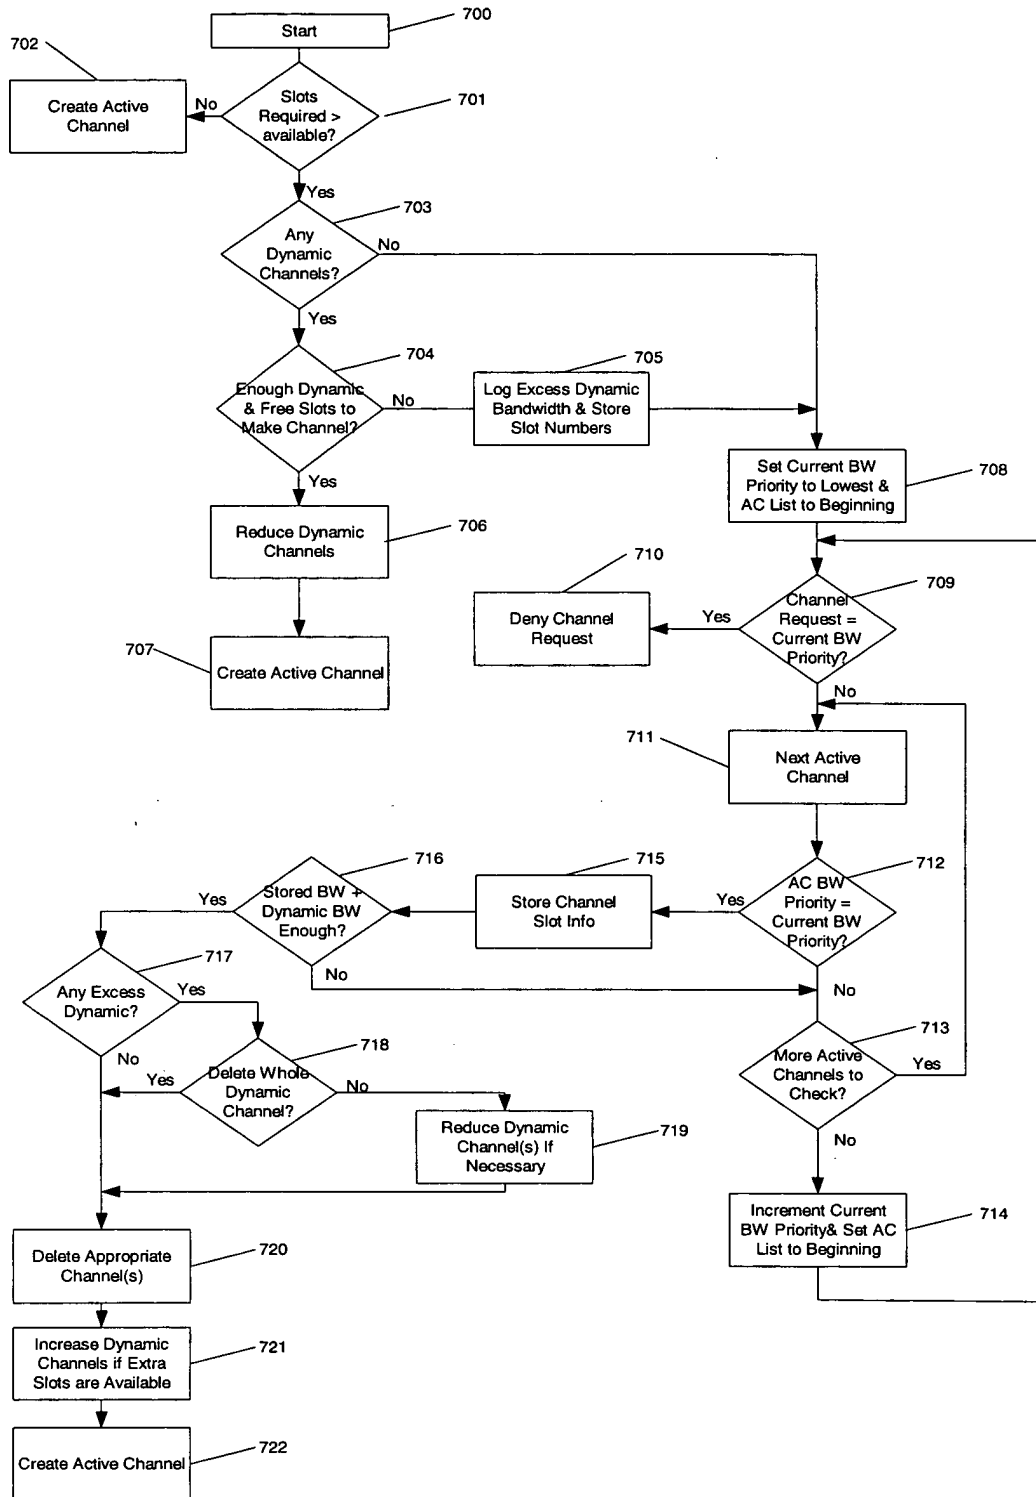 700
Start
702
Create Active
Channel
No
Slots
Required >
available?
701
Yes
703
Any
Dynamic
Channels?
No
Yes
704
Enough Dynamic
& Free Slots to
Make Channel?
No
705
Log Excess Dynamic
Bandwidth & Store
Slot Numbers
Yes
Set Current BW
Priority to Lowest &
AC List to Beginning
708
Reduce Dynamic
Channels
706
710
Deny Channel
Request
Yes
Channel
Request =
Current BW
Priority?
709
707
Create Active Channel
No
711
Next Active
Channel
716
Stored BW +
Dynamic BW
Enough?
Yes
715
Store Channel
Slot Info
Yes
AC BW
Priority =
Current BW
Priority?
712
No
No
717
Any Excess
Dynamic?
Yes
No
718
Delete Whole
Dynamic
Channel?
Yes
No
713
More Active
Channels to
Check?
Yes
Reduce Dynamic
Channel(s) If
Necessary
719
No
Increment Current
BW Priority& Set AC
List to Beginning
714
Delete Appropriate
Channel(s)
720
Increase Dynamic
Channels if Extra
Slots are Available
721
Create Active Channel
722